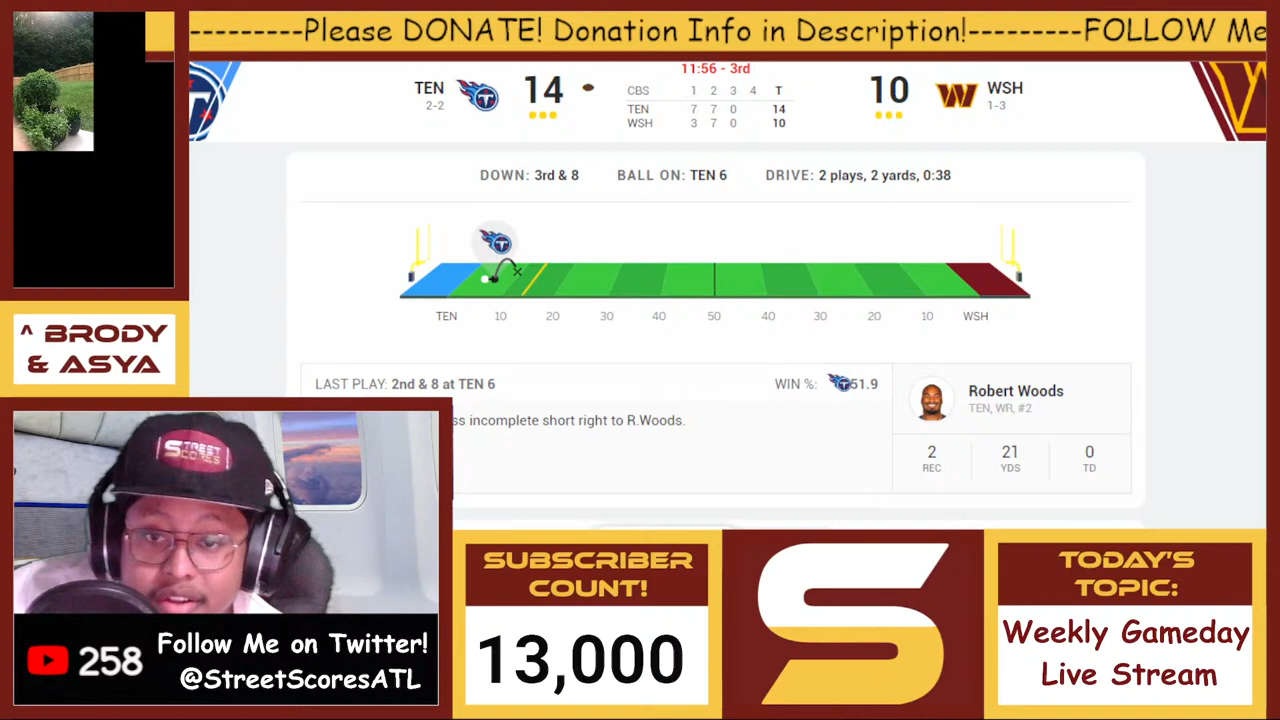 ---------Please DONATE! Donation Info in Description!---------FOLLOW Me
TEN
2-2
14
11:56 - 3rd
CBS 1 2 3 4 T
TEN 7 7 0 14
WSH 3 7 0 10
10
WSH
1-3
DOWN: 3rd & 8 BALL ON: TEN 6 DRIVE: 2 plays, 2 yards, 0:38
TEN 10 20 30 40 50 40 30 20 10 WSH
LAST PLAY: 2nd & 8 at TEN 6
WIN %: 51.9
ss incomplete short right to R.Woods.
Robert Woods
TEN, WR, #2
2 21 0
REC YDS TD
^ BRODY
& ASYA
STREET
SCORES
258
Follow Me on Twitter!
@StreetScoresATL
SUBSCRIBER
COUNT!
13,000
S
TODAY'S
TOPIC:
Weekly Gameday
Live Stream